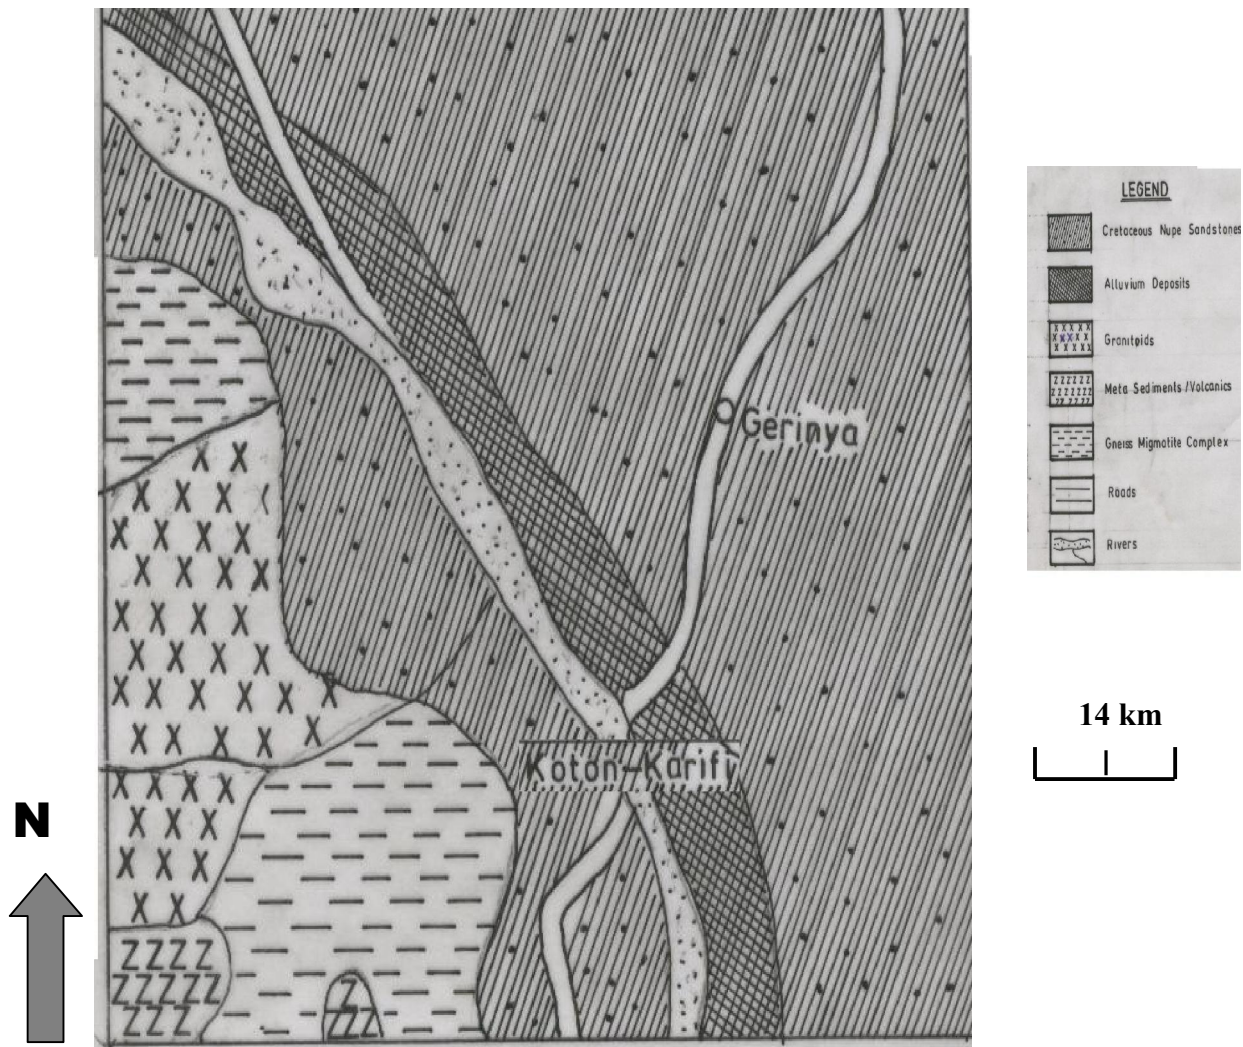 Gerinya
Koton-Karifi
N
LEGEND
Cretaceous Nupe Sandstones
Alluvium Deposits
Granitoids
Meta Sediments/Volcanics
Gneiss Migmatite Complex
Roads
Rivers
14 km